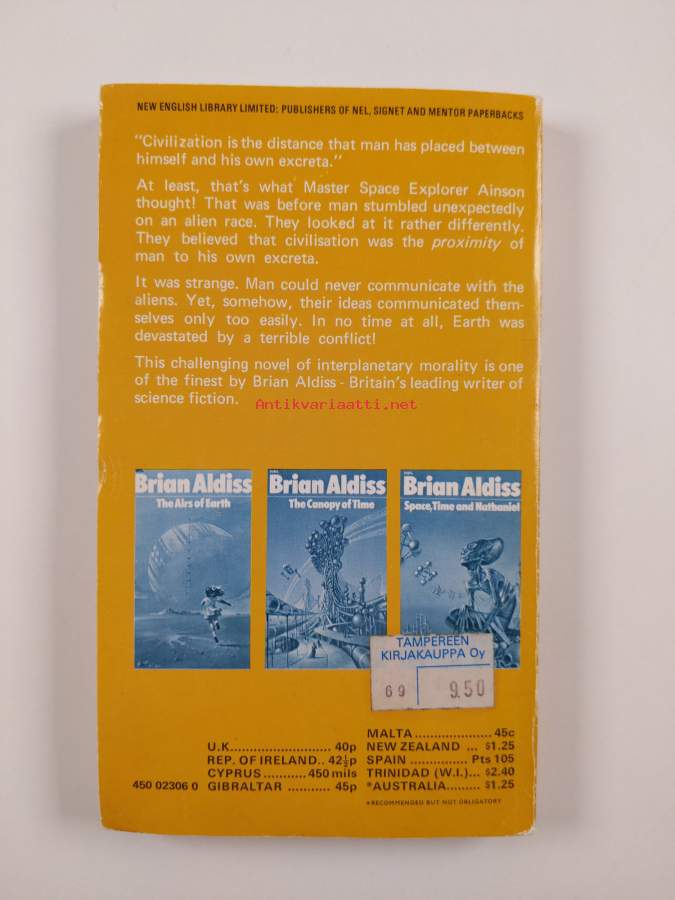 NEW ENGLISH LIBRARY LIMITED: PUBLISHERS OF NEL, SIGNET AND MENTOR PAPERBACKS
"Civilization is the distance that man has placed between
himself and his own excreta."
At least, that's what Master Space Explorer Ainson
thought! That was before man stumbled unexpectedly
on an alien race. They looked at it rather differently.
They believed that civilisation was the proximity of
man to his own excreta.
It was strange. Man could never communicate with the
aliens. Yet, somehow, their ideas communicated them-
selves only too easily. In no time at all, Earth was
devastated by a terrible conflict!
This challenging novel of interplanetary morality is one
of the finest by Brian Aldiss - Britain's leading writer of
science fiction.
Antikvariaatti.net
Brian Aldiss
The Airs of Earth
Brian Aldiss
The Canopy of Time
Brian Aldiss
Space, Time and Nathaniel
TAMPEREEN
KIRJAKAUPPA Oy
69 950
U.K. .......................... 40p
REP. OF IRELAND.. 42½p
CYPRUS ........... 450 mils
450 02306 0 GIBRALTAR ........... 45p
MALTA .................... 45c
NEW ZEALAND ... $1.25
SPAIN ............... Pts 105
TRINIDAD (W.I.)... $2.40
*AUSTRALIA......... $1.25
*RECOMMENDED BUT NOT OBLIGATORY